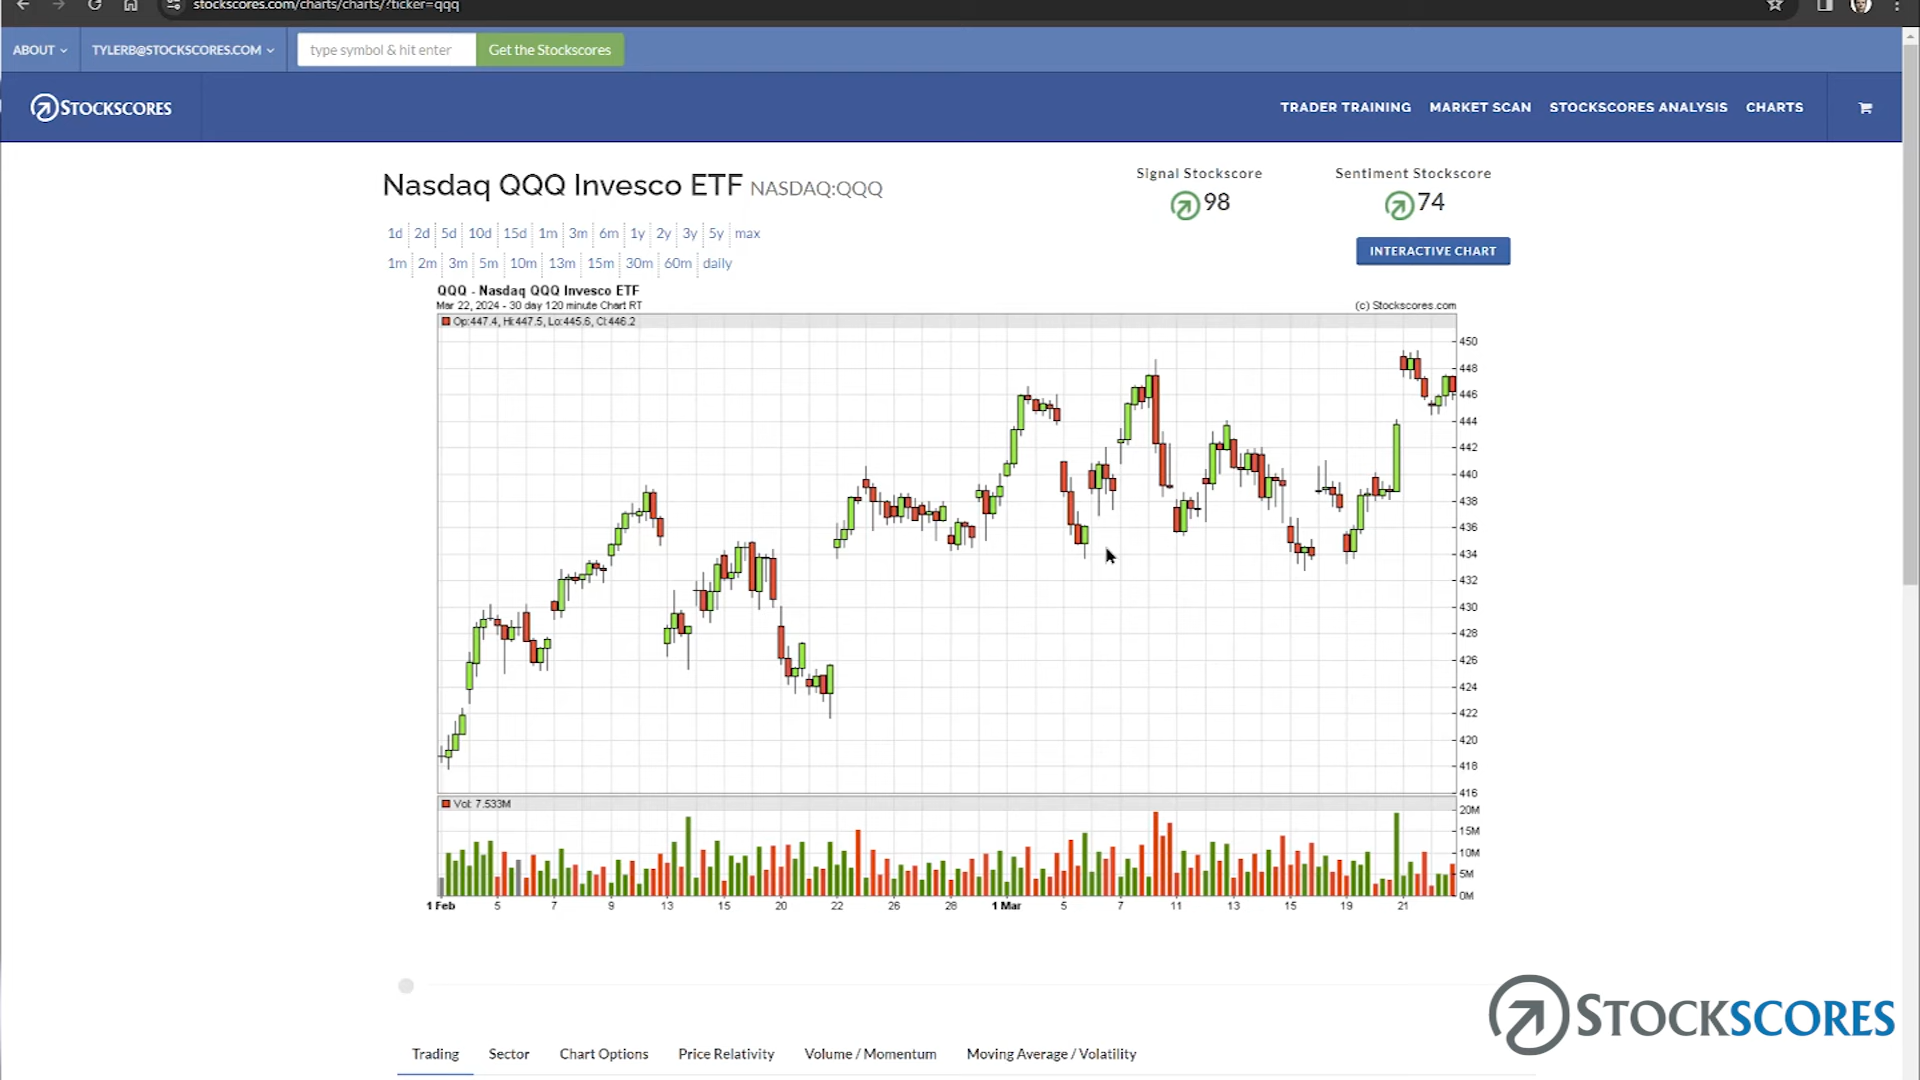 stockscores.com/charts/charts/?ticker=qqq
ABOUT TYLERB@STOCKSCORES.COM type symbol & hit enter Get the Stockscores
STOCKSCORES TRADER TRAINING MARKET SCAN STOCKSCORES ANALYSIS CHARTS
Nasdaq QQQ Invesco ETF NASDAQ:QQQ
Signal Stockscore Sentiment Stockscore
98 74
1d 2d 5d 10d 15d 1m 3m 6m 1y 2y 3y 5y max
INTERACTIVE CHART
1m 2m 3m 5m 10m 13m 15m 30m 60m daily
QQQ - Nasdaq QQQ Invesco ETF
Mar 22, 2024 - 30 day 120 minute Chart RT (c) Stockscores.com
Op:447.4, Hi:447.5, Lo:445.6, Cl:446.2
450
448
446
444
442
440
438
436
434
432
430
428
426
424
422
420
418
416
Vol: 7.533M
20M
15M
10M
5M
0M
1 Feb 5 7 9 13 15 20 22 26 28 1 Mar 5 7 11 13 15 19 21
STOCKSCORES
Trading Sector Chart Options Price Relativity Volume / Momentum Moving Average / Volatility